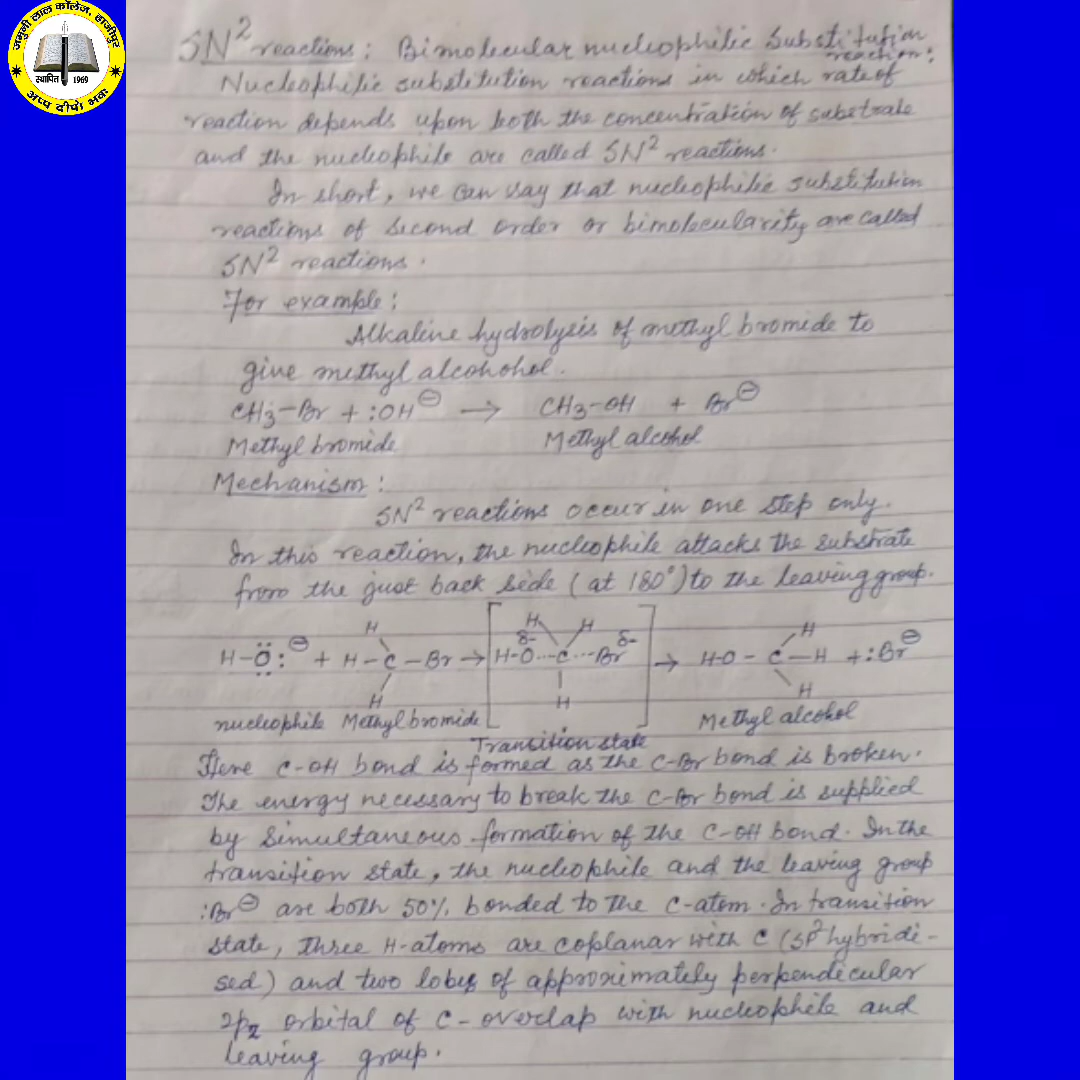 जमुनी लाल कॉलेज, हाजीपुर
स्थापित 1969
अप्प दीपो भवः
SN² reactions: Bimolecular nucleophilic substitution reaction:
Nucleophilic substitution reactions in which rate of
reaction depends upon both the concentration of substrate
and the nucleophile are called SN² reactions.
In short, we can say that nucleophilic substitution
reactions of second order or bimolecularity are called
SN² reactions.
For example:
Alkaline hydrolysis of methyl bromide to
give methyl alcohohol.
CH3-Br + :OH⊖ → CH3-OH + Br⊖
Methyl bromide Methyl alcohol
Mechanism:
SN² reactions occur in one step only.
In this reaction, the nucleophile attacks the substrate
from the just back side (at 180°) to the leaving group.
H H H H
δ- δ-
H-Ö:⊖ + H-C-Br → [H-O---C---Br] → HO-C-H + :Br⊖
H H H
nucleophile Methyl bromide Methyl alcohol
Transition state
Here C-OH bond is formed as the C-Br bond is broken.
The energy necessary to break the C-Br bond is supplied
by simultaneous formation of the C-OH bond. In the
transition state, the nucleophile and the leaving group
:Br⊖ are both 50% bonded to the C-atom. In transition
state, three H-atoms are coplanar with C (SP² hybridi-
sed) and two lobes of approximately perpendicular
2pz orbital of C- overlap with nucleophile and
leaving group.